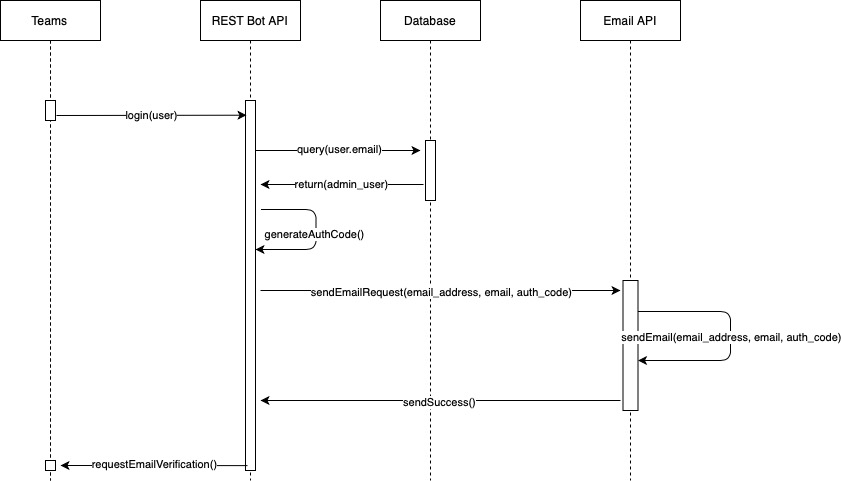 Teams
REST Bot API
Database
Email API
login(user)
query(user.email)
return(admin_user)
generateAuthCode()
sendEmailRequest(email_address, email, auth_code)
sendEmail(email_address, email, auth_code)
sendSuccess()
requestEmailVerification()